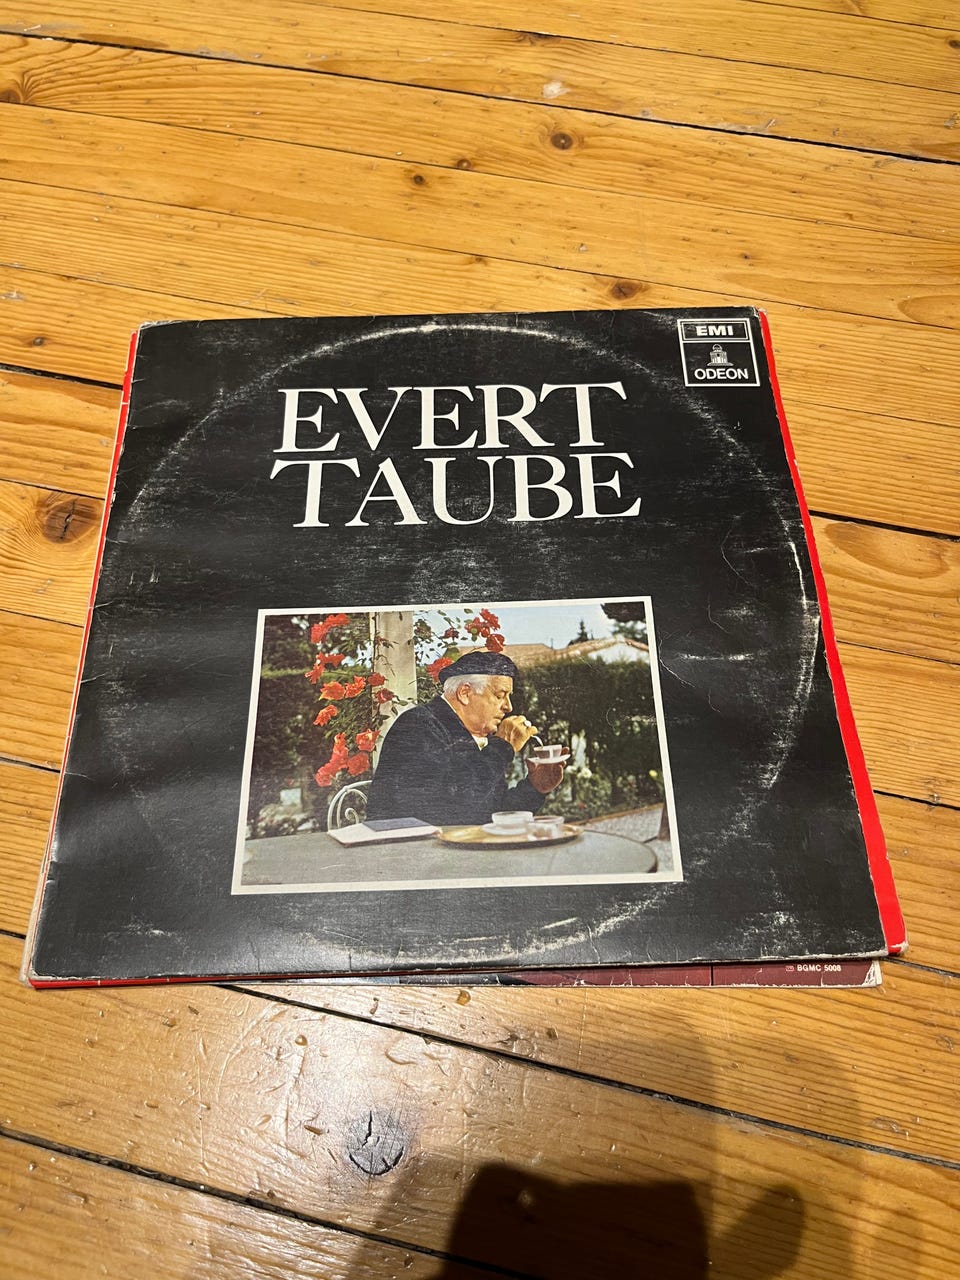 EMI
ODEON
EVERT
TAUBE
BGMC 5008